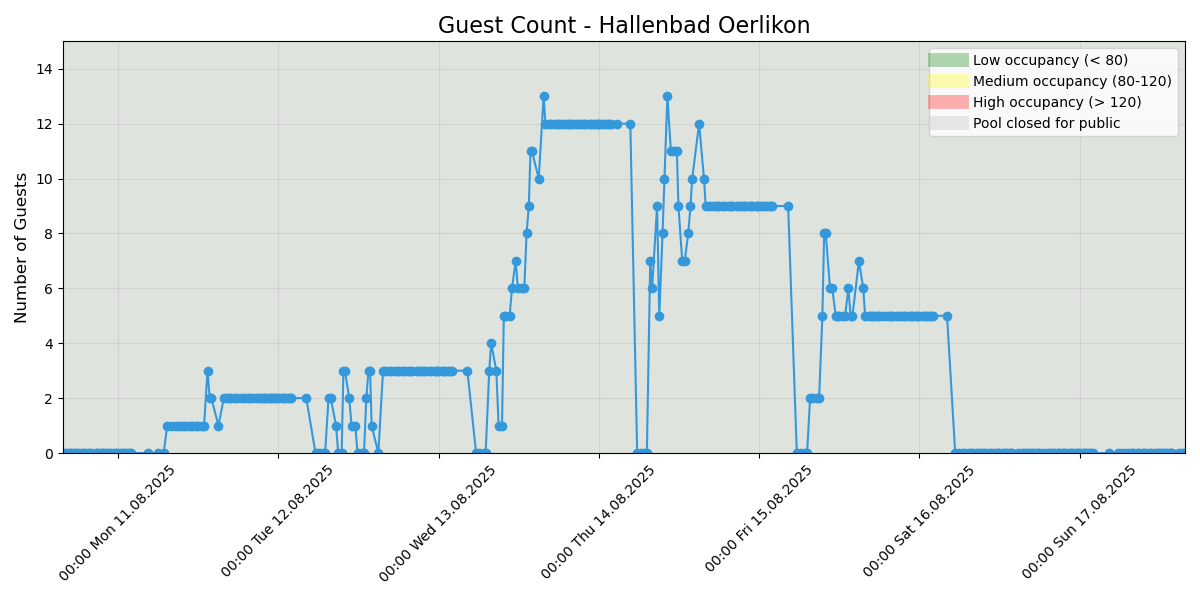 Guest Count - Hallenbad Oerlikon
Number of Guests
14
12
10
8
6
4
2
0
Low occupancy (< 80)
Medium occupancy (80-120)
High occupancy (> 120)
Pool closed for public
00:00 Mon 11.08.2025
00:00 Tue 12.08.2025
00:00 Wed 13.08.2025
00:00 Thu 14.08.2025
00:00 Fri 15.08.2025
00:00 Sat 16.08.2025
00:00 Sun 17.08.2025